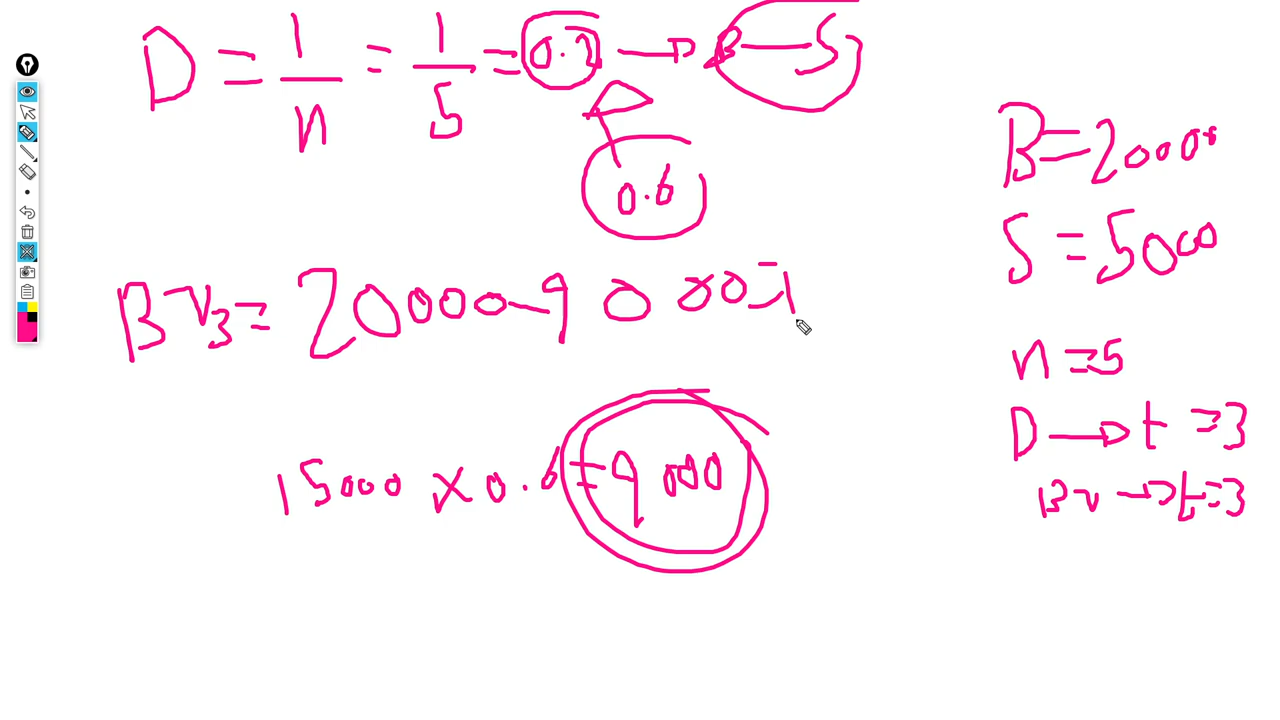 D = 1/n = 1/5 = 0.2 → B - S
0.6
B = 20000
S = 5000
BV3 = 20000 - 9000
n = 5
D → t = 3
15000 x 0.6 = 9000
BV → t = 3